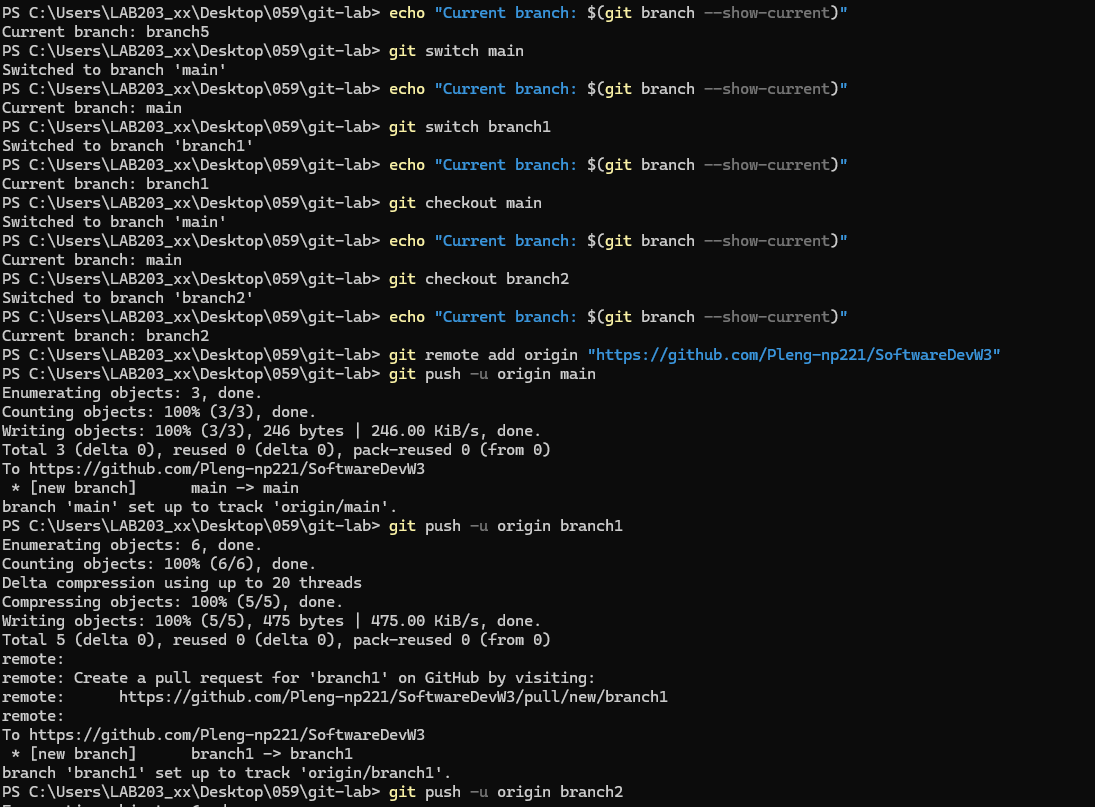 PS C:\Users\LAB203_xx\Desktop\059\git-lab> echo "Current branch: $(git branch --show-current)"
Current branch: branch5
PS C:\Users\LAB203_xx\Desktop\059\git-lab> git switch main
Switched to branch 'main'
PS C:\Users\LAB203_xx\Desktop\059\git-lab> echo "Current branch: $(git branch --show-current)"
Current branch: main
PS C:\Users\LAB203_xx\Desktop\059\git-lab> git switch branch1
Switched to branch 'branch1'
PS C:\Users\LAB203_xx\Desktop\059\git-lab> echo "Current branch: $(git branch --show-current)"
Current branch: branch1
PS C:\Users\LAB203_xx\Desktop\059\git-lab> git checkout main
Switched to branch 'main'
PS C:\Users\LAB203_xx\Desktop\059\git-lab> echo "Current branch: $(git branch --show-current)"
Current branch: main
PS C:\Users\LAB203_xx\Desktop\059\git-lab> git checkout branch2
Switched to branch 'branch2'
PS C:\Users\LAB203_xx\Desktop\059\git-lab> echo "Current branch: $(git branch --show-current)"
Current branch: branch2
PS C:\Users\LAB203_xx\Desktop\059\git-lab> git remote add origin "https://github.com/Pleng-np221/SoftwareDevW3"
PS C:\Users\LAB203_xx\Desktop\059\git-lab> git push -u origin main
Enumerating objects: 3, done.
Counting objects: 100% (3/3), done.
Writing objects: 100% (3/3), 246 bytes | 246.00 KiB/s, done.
Total 3 (delta 0), reused 0 (delta 0), pack-reused 0 (from 0)
To https://github.com/Pleng-np221/SoftwareDevW3
 * [new branch]      main -> main
branch 'main' set up to track 'origin/main'.
PS C:\Users\LAB203_xx\Desktop\059\git-lab> git push -u origin branch1
Enumerating objects: 6, done.
Counting objects: 100% (6/6), done.
Delta compression using up to 20 threads
Compressing objects: 100% (5/5), done.
Writing objects: 100% (5/5), 475 bytes | 475.00 KiB/s, done.
Total 5 (delta 0), reused 0 (delta 0), pack-reused 0 (from 0)
remote:
remote: Create a pull request for 'branch1' on GitHub by visiting:
remote:      https://github.com/Pleng-np221/SoftwareDevW3/pull/new/branch1
remote:
To https://github.com/Pleng-np221/SoftwareDevW3
 * [new branch]      branch1 -> branch1
branch 'branch1' set up to track 'origin/branch1'.
PS C:\Users\LAB203_xx\Desktop\059\git-lab> git push -u origin branch2